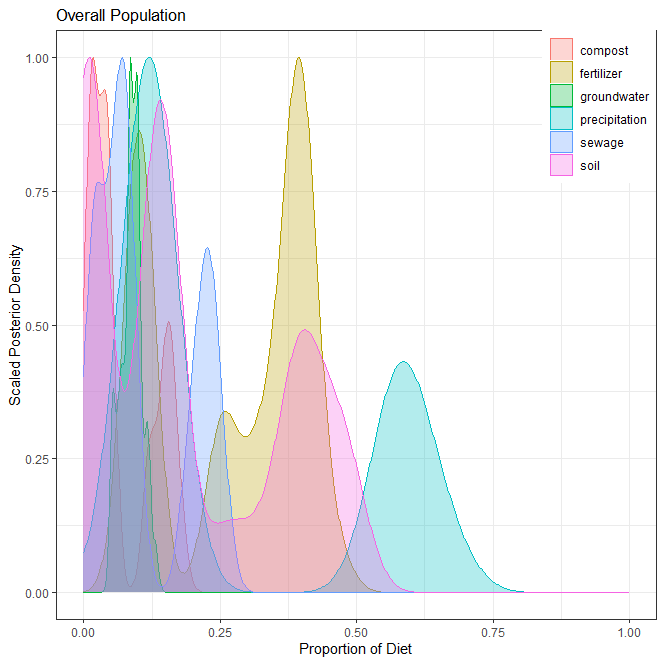 Overall Population
compost
fertilizer
groundwater
precipitation
sewage
soil
Scaled Posterior Density
1.00
0.75
0.50
0.25
0.00
0.00 0.25 0.50 0.75 1.00
Proportion of Diet